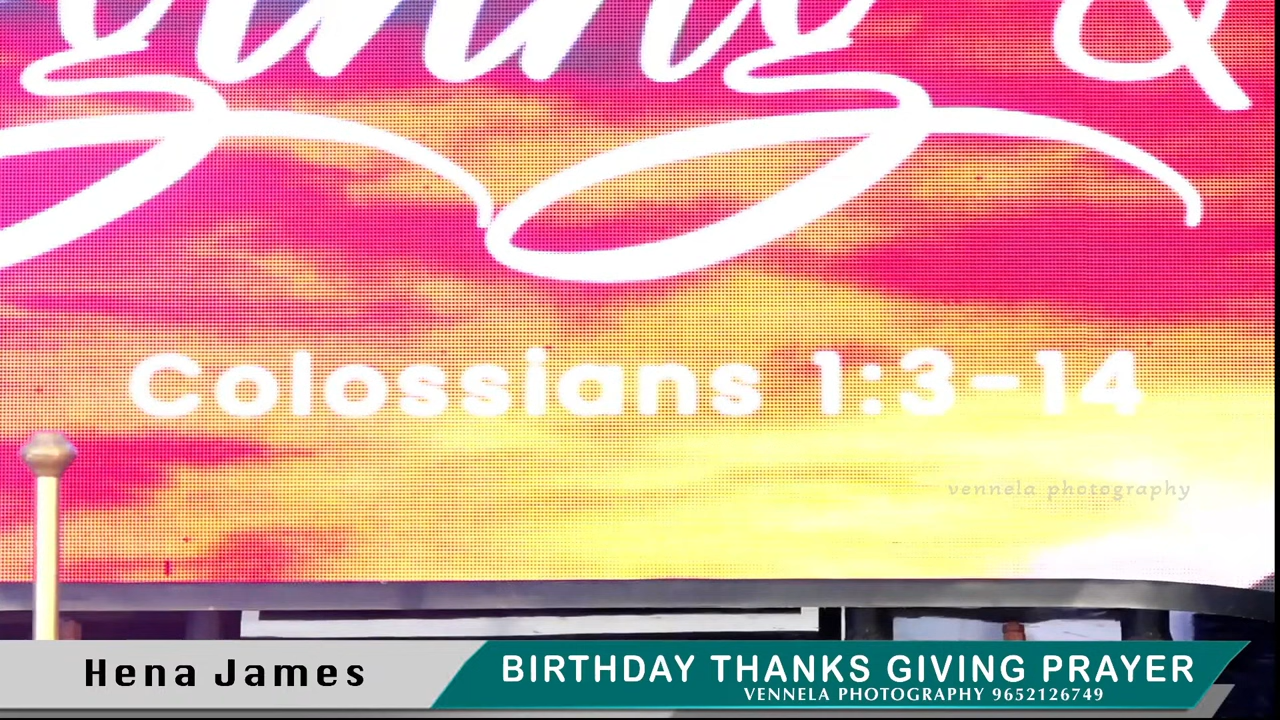 &
Colossians 1:3-14
vennela photography
Hena James
BIRTHDAY THANKS GIVING PRAYER
VENNELA PHOTOGRAPHY 9652126749